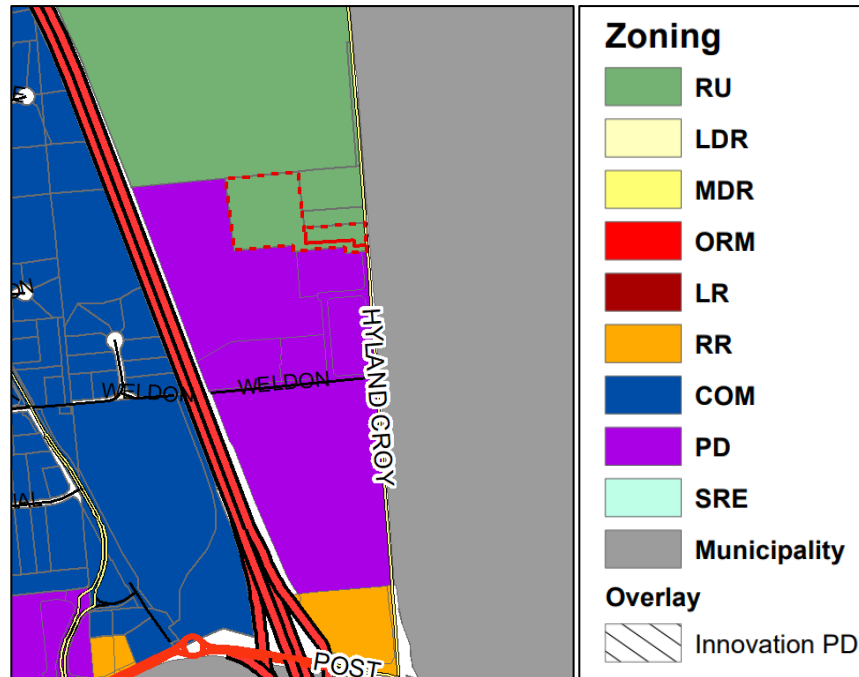 WELDON
WELDON
HYLAND CROY
POST
Zoning
RU
LDR
MDR
ORM
LR
RR
COM
PD
SRE
Municipality
Overlay
Innovation PD